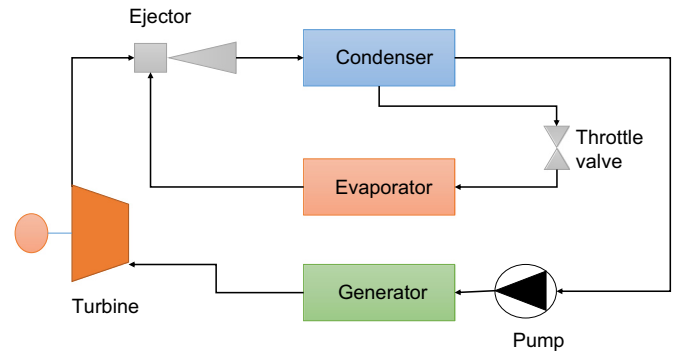 Ejector
Condenser
Throttle
valve
Evaporator
Generator
Turbine
Pump